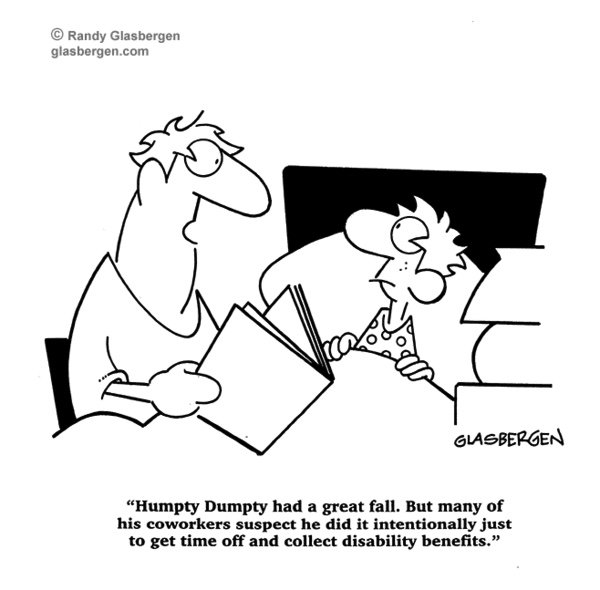 © Randy Glasbergen
glasbergen.com
GLASBERGEN
“Humpty Dumpty had a great fall. But many of
his coworkers suspect he did it intentionally just
to get time off and collect disability benefits.”